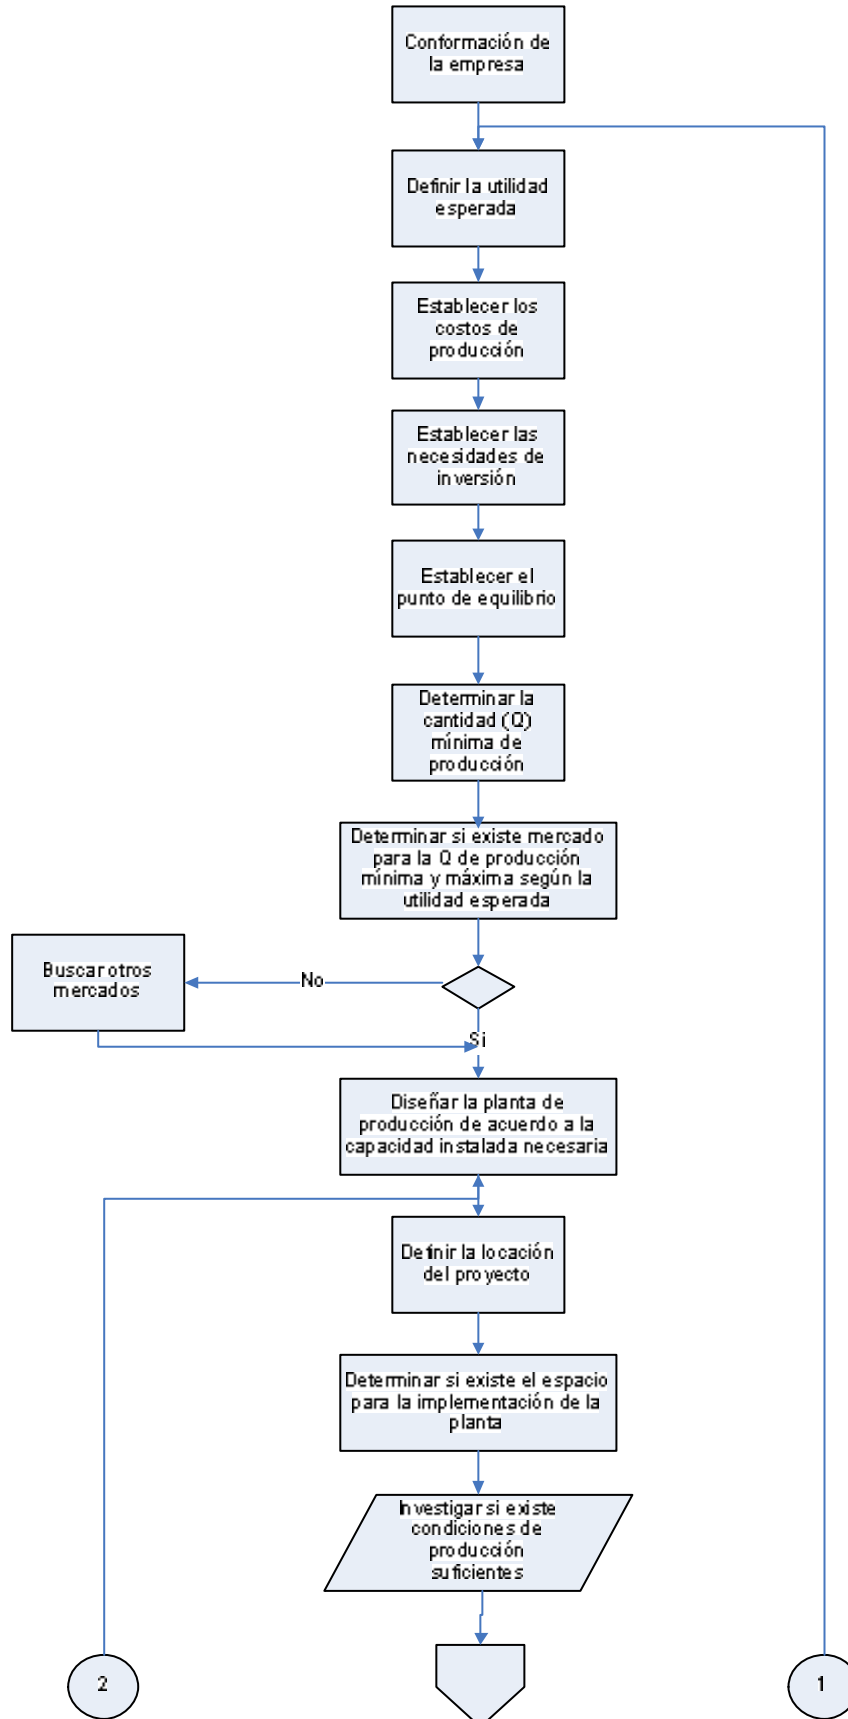 Conformación de
la empresa
Definir la utilidad
esperada
Establecer los
costos de
producción
Establecer las
necesidades de
inversión
Establecer el
punto de equilibrio
Determinar la
cantidad (Q)
mínima de
producción
Determinar si existe mercado
para la Q de producción
mínima y máxima según la
utilidad esperada
Buscar otros
mercados
No
Si
Diseñar la planta de
producción de acuerdo a la
capacidad instalada necesaria
Definir la locación
del proyecto
Determinar si existe el espacio
para la implementación de la
planta
Investigar si existe
condiciones de
producción
suficientes
2
1